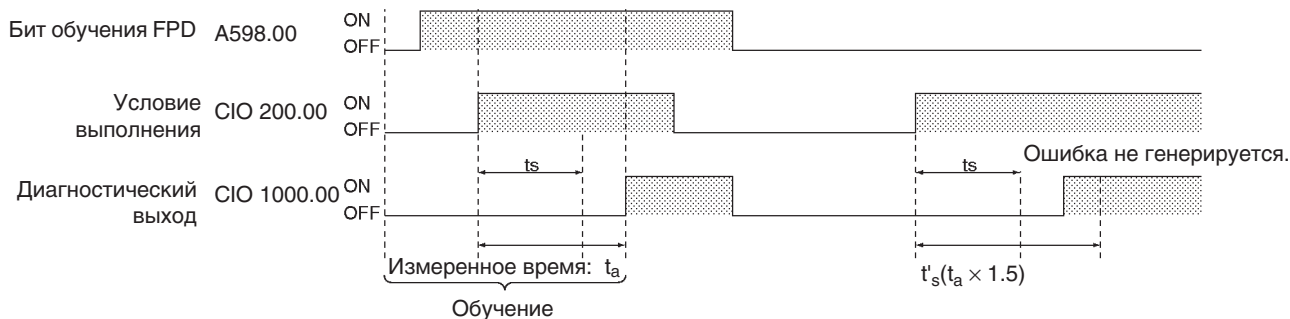 Бит обучения FPD A598.00 ON
OFF
Условие выполнения CIO 200.00 ON
OFF
ts ts Ошибка не генерируется.
Диагностический выход CIO 1000.00 ON
OFF
Измеренное время: ta t's(ta × 1.5)
Обучение